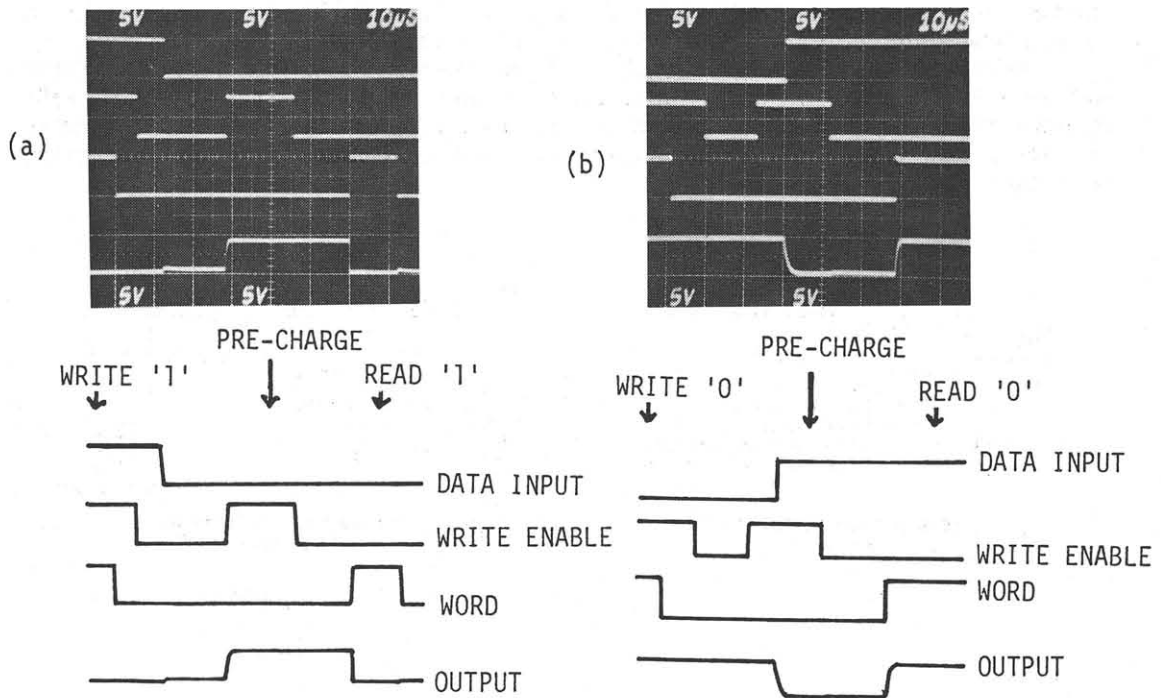 (a)
5V 5V 10µS
5V 5V
PRE-CHARGE
WRITE '1' READ '1'
DATA INPUT
WRITE ENABLE
WORD
OUTPUT
(b)
5V 5V 10µS
5V 5V
PRE-CHARGE
WRITE '0' READ '0'
DATA INPUT
WRITE ENABLE
WORD
OUTPUT